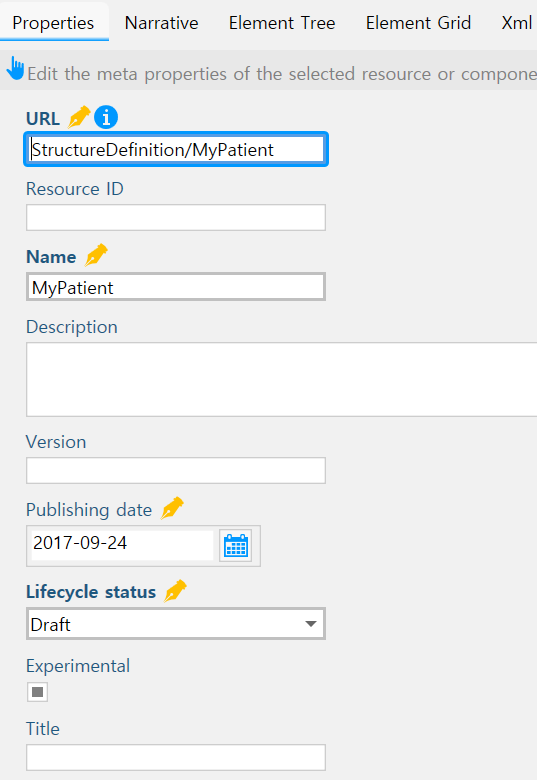 Properties Narrative Element Tree Element Grid Xml
Edit the meta properties of the selected resource or compone
URL
StructureDefinition/MyPatient
Resource ID
Name
MyPatient
Description
Version
Publishing date
2017-09-24
Lifecycle status
Draft
Experimental
Title